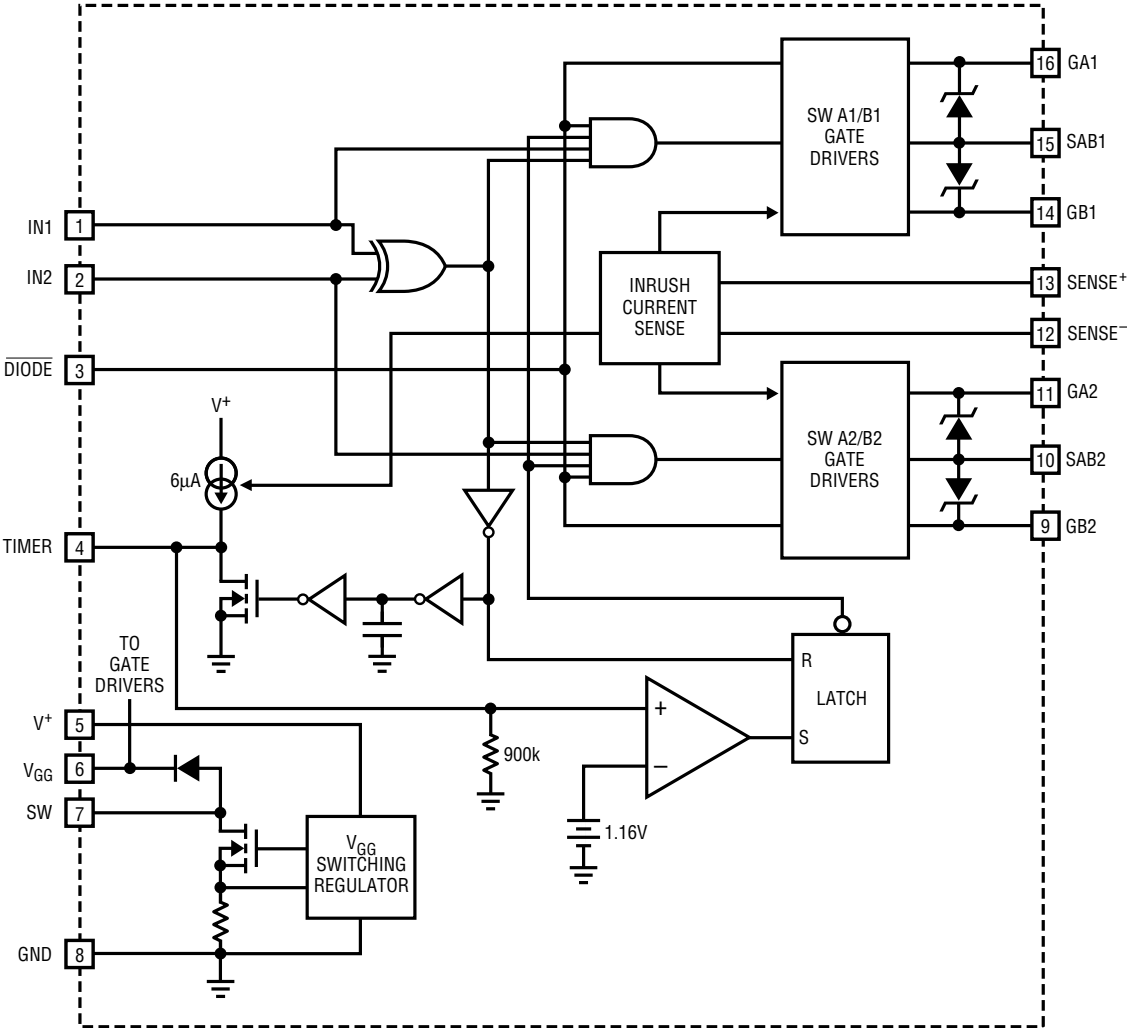 16 GA1
SW A1/B1
GATE
DRIVERS
15 SAB1
14 GB1
IN1 1
IN2 2
INRUSH
CURRENT
SENSE
13 SENSE+
12 SENSE–
DIODE 3
11 GA2
V+
SW A2/B2
GATE
DRIVERS
10 SAB2
6µA
9 GB2
TIMER 4
TO
GATE
DRIVERS
R
LATCH
S
+
–
V+ 5
900k
VGG 6
SW 7
1.16V
VGG
SWITCHING
REGULATOR
GND 8